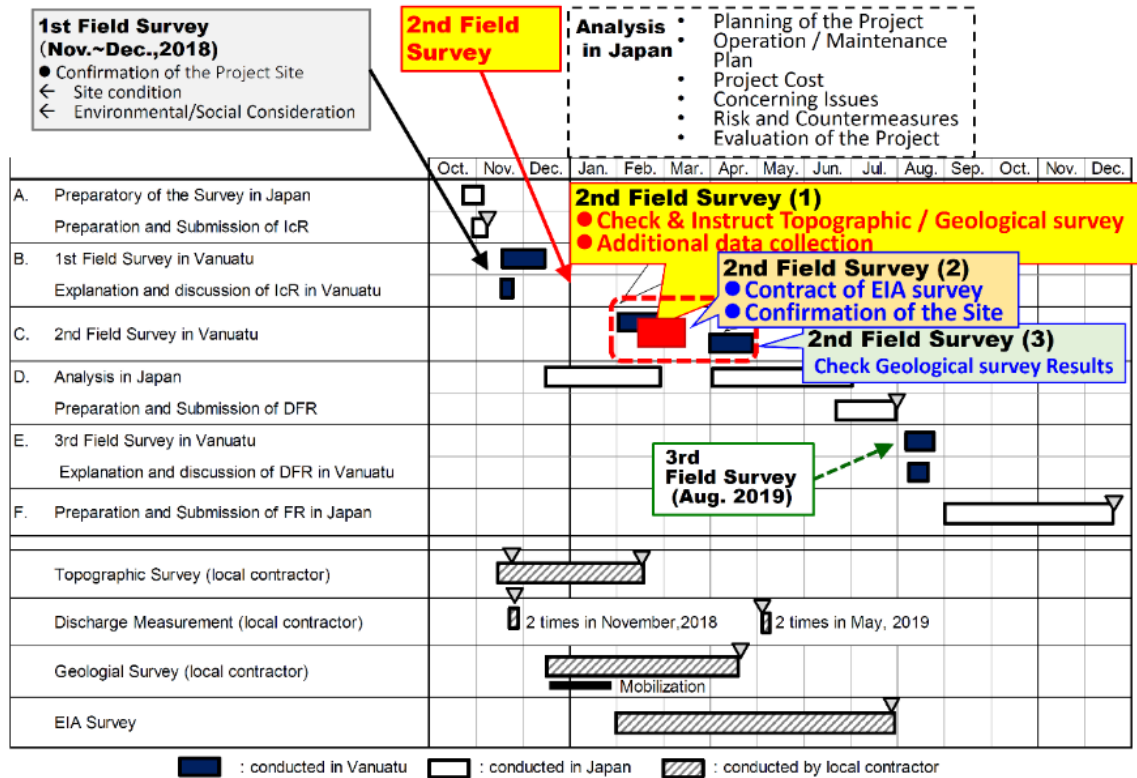 1st Field Survey
(Nov.~Dec.,2018)
● Confirmation of the Project Site
← Site condition
← Environmental/Social Consideration
2nd Field
Survey
Analysis
in Japan
• Planning of the Project
• Operation / Maintenance
Plan
• Project Cost
• Concerning Issues
• Risk and Countermeasures
• Evaluation of the Project
Oct. Nov. Dec. Jan. Feb. Mar. Apr. May. Jun. Jul. Aug. Sep. Oct. Nov. Dec.
A. Preparatory of the Survey in Japan
Preparation and Submission of IcR
B. 1st Field Survey in Vanuatu
Explanation and discussion of IcR in Vanuatu
C. 2nd Field Survey in Vanuatu
D. Analysis in Japan
Preparation and Submission of DFR
E. 3rd Field Survey in Vanuatu
Explanation and discussion of DFR in Vanuatu
F. Preparation and Submission of FR in Japan
2nd Field Survey (1)
● Check & Instruct Topographic / Geological survey
● Additional data collection
2nd Field Survey (2)
● Contract of EIA survey
● Confirmation of the Site
2nd Field Survey (3)
Check Geological survey Results
3rd
Field Survey
(Aug. 2019)
Topographic Survey (local contractor)
Discharge Measurement (local contractor)
2 times in November,2018
2 times in May, 2019
Geologial Survey (local contractor)
Mobilization
EIA Survey
: conducted in Vanuatu
: conducted in Japan
: conducted by local contractor